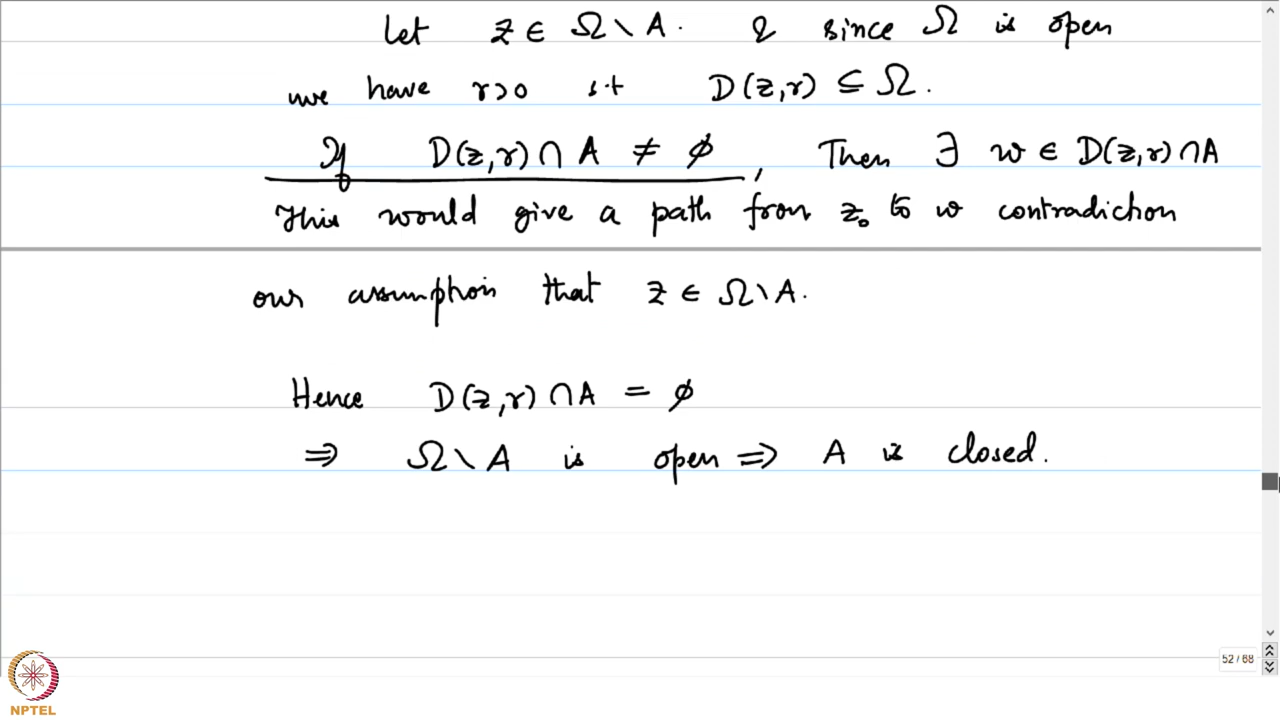 Let z ∈ Ω \ A. & since Ω is open
we have r>0 st D(z,r) ⊆ Ω.
If D(z,r) ∩ A ≠ ϕ, Then ∃ w ∈ D(z,r) ∩ A
This would give a path from z₀ to w contradiction
our assumption that z ∈ Ω \ A.
Hence D(z,r) ∩ A = ϕ
⇒ Ω \ A is open ⇒ A is closed.
52 / 68
NPTEL